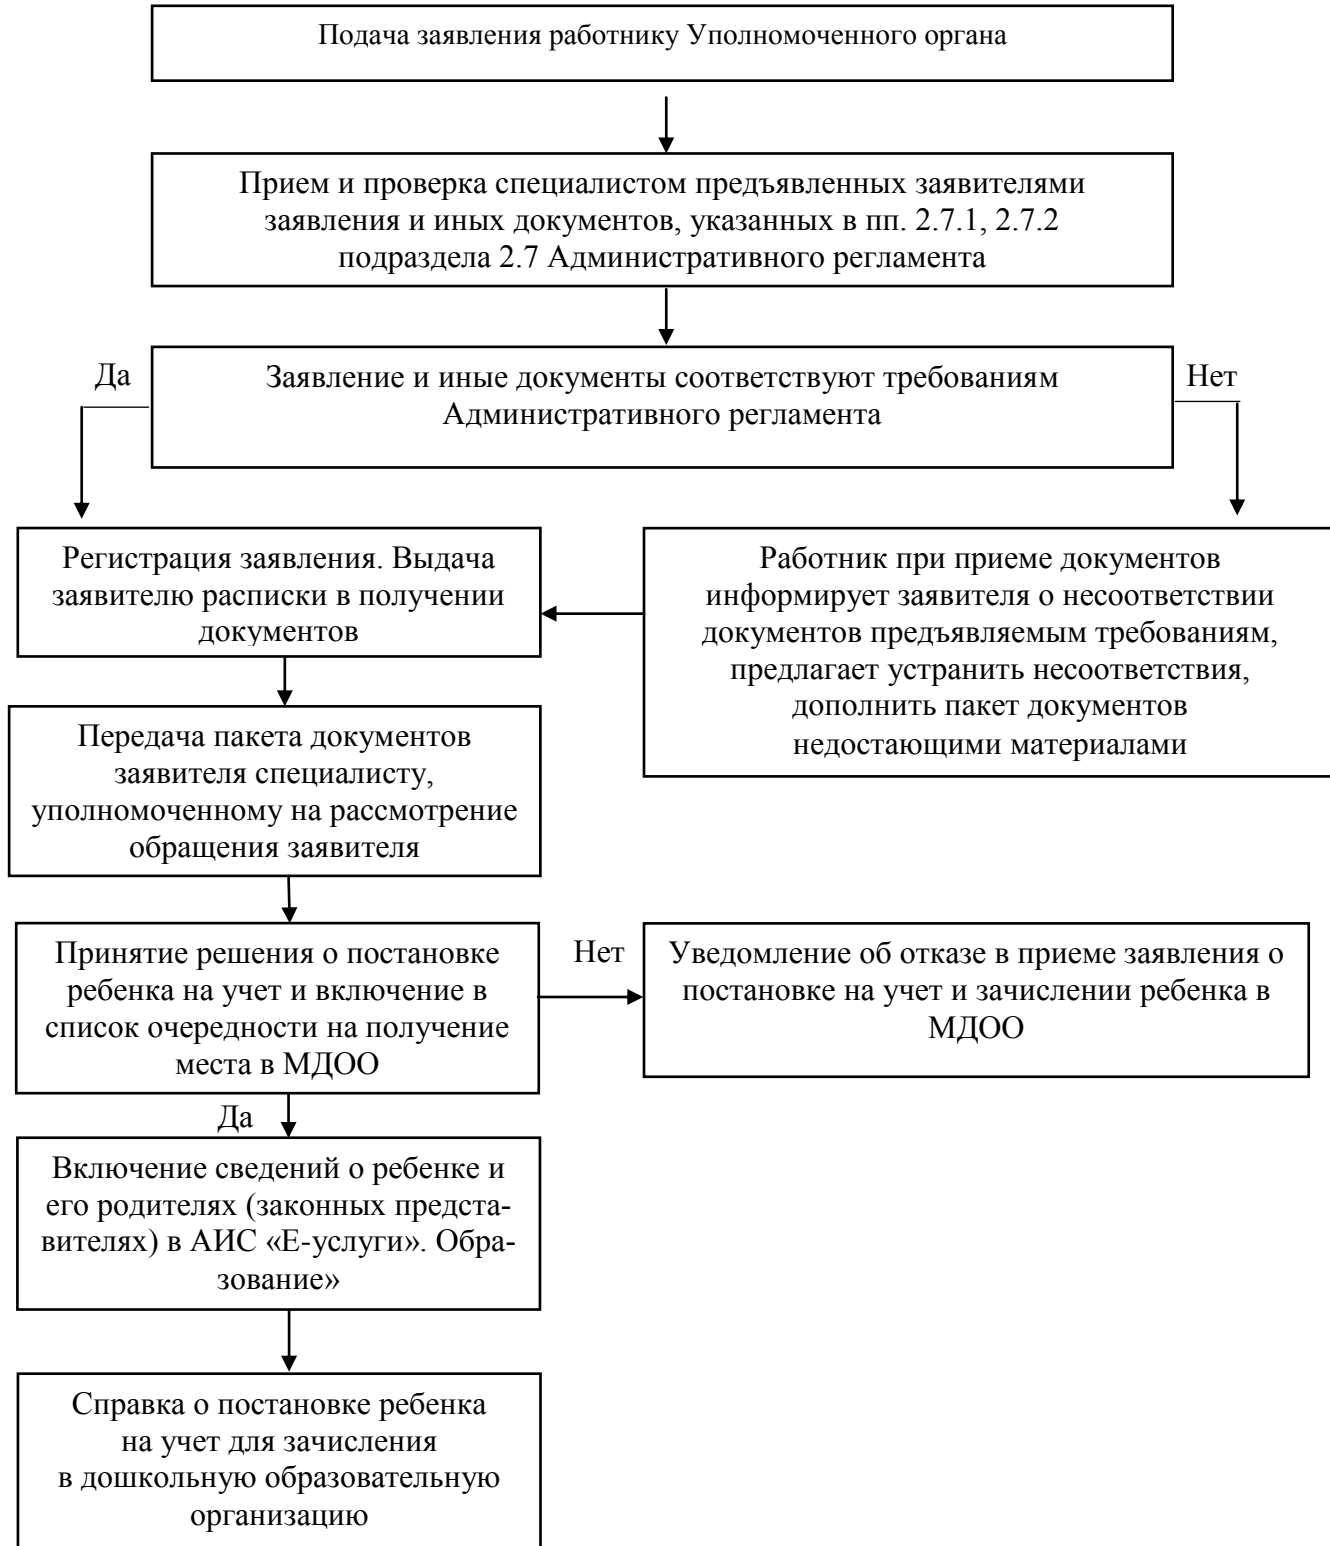 Подача заявления работнику Уполномоченного органа
Прием и проверка специалистом предъявленных заявителями
заявления и иных документов, указанных в пп. 2.7.1, 2.7.2
подраздела 2.7 Административного регламента
Да
Заявление и иные документы соответствуют требованиям
Административного регламента
Нет
Регистрация заявления. Выдача
заявителю расписки в получении
документов
Работник при приеме документов
информирует заявителя о несоответствии
документов предъявляемым требованиям,
предлагает устранить несоответствия,
дополнить пакет документов
недостающими материалами
Передача пакета документов
заявителя специалисту,
уполномоченному на рассмотрение
обращения заявителя
Принятие решения о постановке
ребенка на учет и включение в
список очередности на получение
места в МДОО
Нет
Уведомление об отказе в приеме заявления о
постановке на учет и зачислении ребенка в
МДОО
Да
Включение сведений о ребенке и
его родителях (законных предста-
вителях) в АИС «Е-услуги». Обра-
зование»
Справка о постановке ребенка
на учет для зачисления
в дошкольную образовательную
организацию